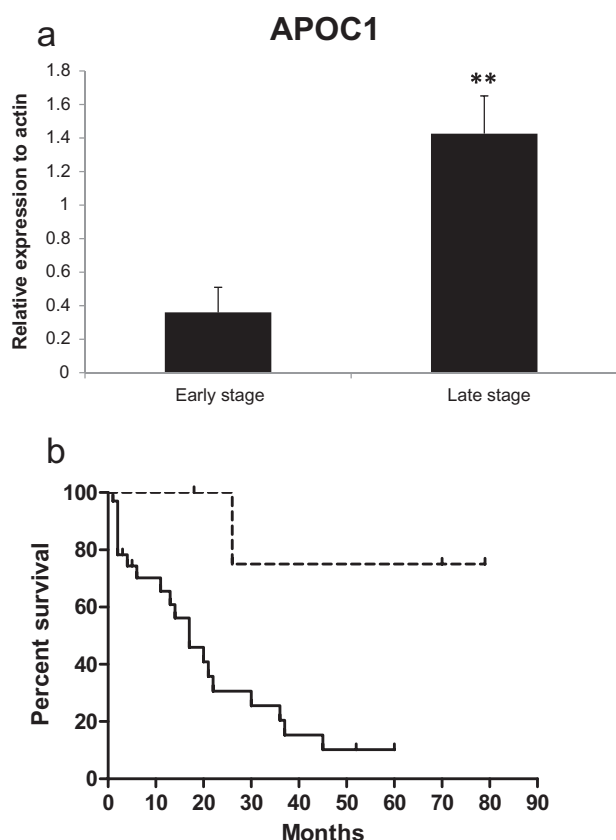 a
APOC1
Relative expression to actin
1.8
1.6
1.4
1.2
1
0.8
0.6
0.4
0.2
0
**
Early stage
Late stage
b
Percent survival
100
80
60
40
20
0
0 10 20 30 40 50 60 70 80 90
Months